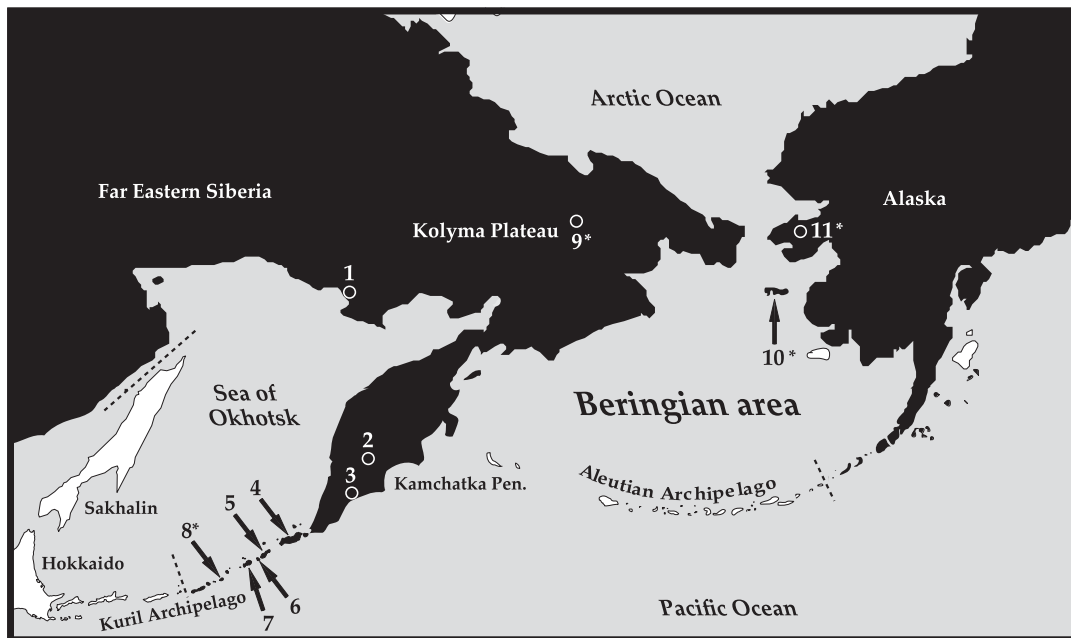 Arctic Ocean
Far Eastern Siberia
Alaska
Kolyma Plateau
9*
11*
1
10*
Sea of
Okhotsk
Beringian area
2
3
Kamchatka Pen.
Aleutian Archipelago
Sakhalin
4
5
8*
Hokkaido
Kuril Archipelago
6
7
Pacific Ocean